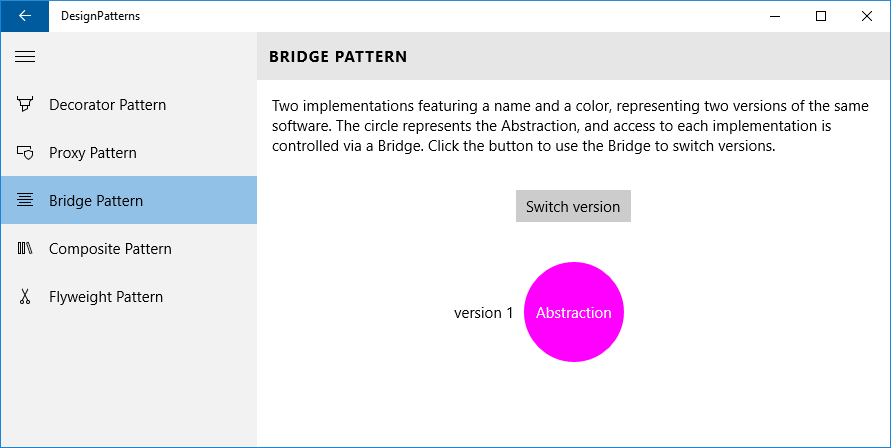 DesignPatterns
BRIDGE PATTERN
Decorator Pattern
Proxy Pattern
Bridge Pattern
Composite Pattern
Flyweight Pattern
Two implementations featuring a name and a color, representing two versions of the same
software. The circle represents the Abstraction, and access to each implementation is
controlled via a Bridge. Click the button to use the Bridge to switch versions.
Switch version
version 1 Abstraction